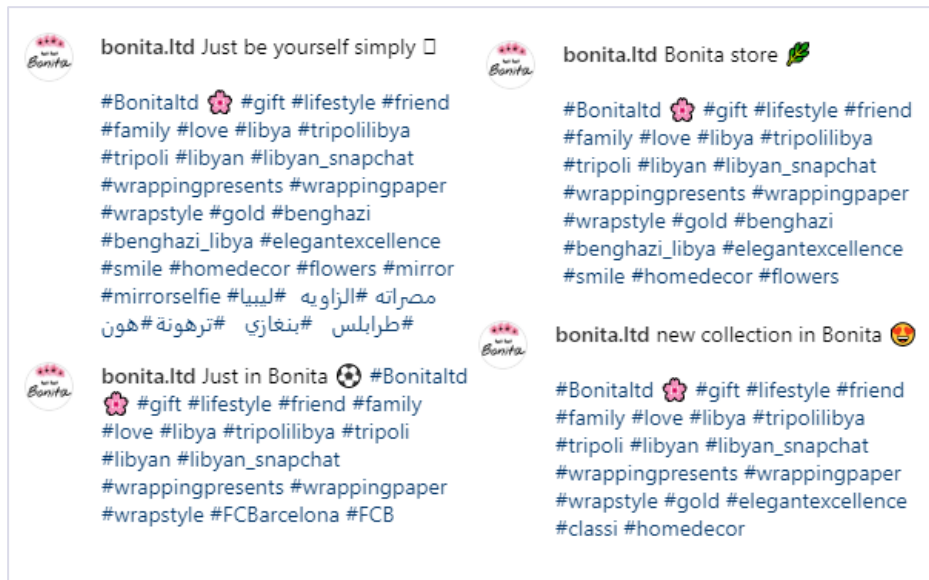 bonita.ltd Just be yourself simply
#Bonitaltd 🌸 #gift #lifestyle #friend
#family #love #libya #tripolilibya
#tripoli #libyan #libyan_snapchat
#wrappingpresents #wrappingpaper
#wrapstyle #gold #benghazi
#benghazi_libya #elegantexcellence
#smile #homedecor #flowers #mirror
#mirrorselfie #مصراته #الزاويه #ليبيا
#طرابلس #بنغازي #ترهونة #هون
bonita.ltd Just in Bonita ⚽ #Bonitaltd
🌸 #gift #lifestyle #friend #family
#love #libya #tripolilibya #tripoli
#libyan #libyan_snapchat
#wrappingpresents #wrappingpaper
#wrapstyle #FCBarcelona #FCB
bonita.ltd Bonita store 🌿
#Bonitaltd 🌸 #gift #lifestyle #friend
#family #love #libya #tripolilibya
#tripoli #libyan #libyan_snapchat
#wrappingpresents #wrappingpaper
#wrapstyle #gold #benghazi
#benghazi_libya #elegantexcellence
#smile #homedecor #flowers
bonita.ltd new collection in Bonita 😍
#Bonitaltd 🌸 #gift #lifestyle #friend
#family #love #libya #tripolilibya
#tripoli #libyan #libyan_snapchat
#wrappingpresents #wrappingpaper
#wrapstyle #gold #elegantexcellence
#classi #homedecor
Bonita
Bonita
Bonita
Bonita